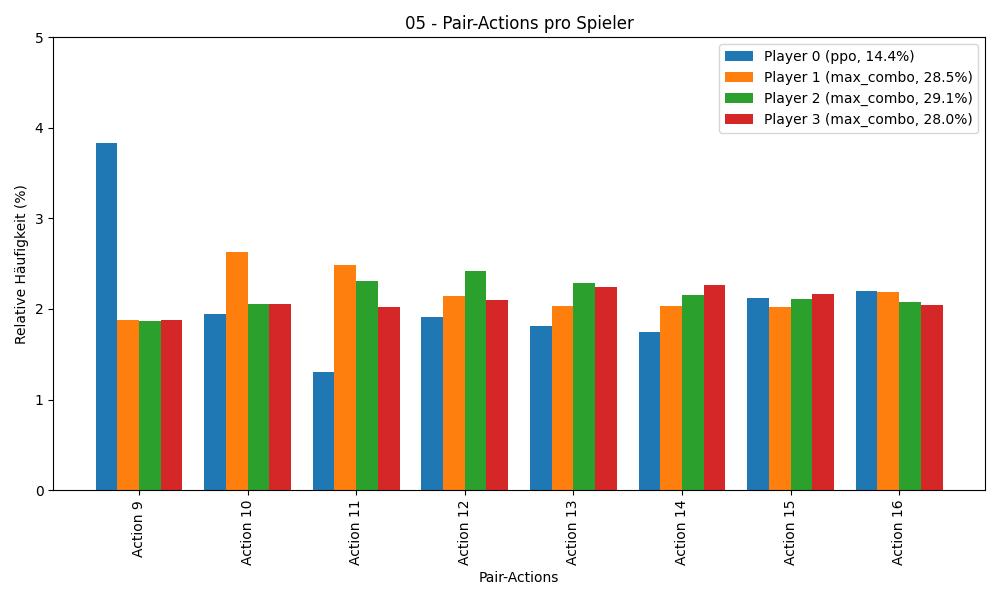 05 - Pair-Actions pro Spieler
Player 0 (ppo, 14.4%)
Player 1 (max_combo, 28.5%)
Player 2 (max_combo, 29.1%)
Player 3 (max_combo, 28.0%)
Relative Häufigkeit (%)
5
4
3
2
1
0
Action 9
Action 10
Action 11
Action 12
Action 13
Action 14
Action 15
Action 16
Pair-Actions